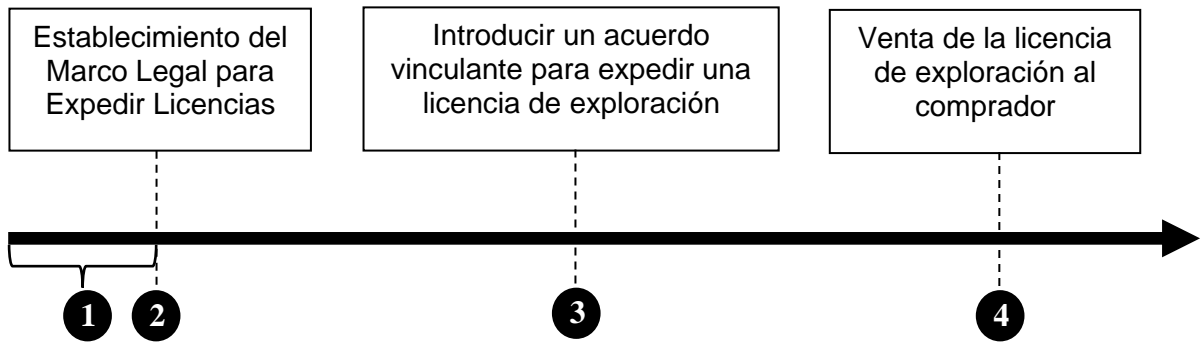 Establecimiento del
Marco Legal para
Expedir Licencias
Introducir un acuerdo
vinculante para expedir una
licencia de exploración
Venta de la licencia
de exploración al
comprador
1
2
3
4